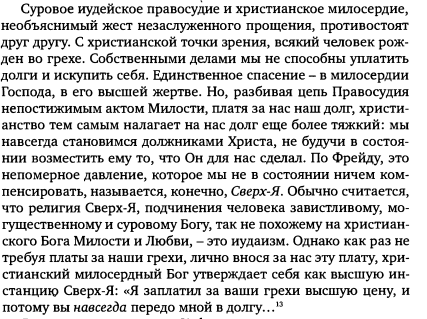 Суровое иудейское правосудие и христианское милосердие,
необъяснимый жест незаслуженного прощения, противостоят
друг другу. С христианской точки зрения, всякий человек рож-
ден во грехе. Собственными делами мы не способны уплатить
долги и искупить себя. Единственное спасение – в милосердии
Господа, в его высшей жертве. Но, разбивая цепь Правосудия
непостижимым актом Милости, платя за нас наш долг, христи-
анство тем самым налагает на нас долг еще более тяжкий: мы
навсегда становимся должниками Христа, не будучи в состоя-
нии возместить ему то, что Он для нас сделал. По Фрейду, это
непомерное давление, которое мы не в состоянии ничем ком-
пенсировать, называется, конечно, Сверх-Я. Обычно считается,
что религия Сверх-Я, подчинения человека завистливому, мо-
гущественному и суровому Богу, так не похожему на христиан-
ского Бога Милости и Любви, – это иудаизм. Однако как раз не
требуя платы за наши грехи, лично внося за нас эту плату, хри-
стианский милосердный Бог утверждает себя как высшую ин-
станцию Сверх-Я: «Я заплатил за ваши грехи высшую цену, и
потому вы навсегда передо мной в долгу…¹³